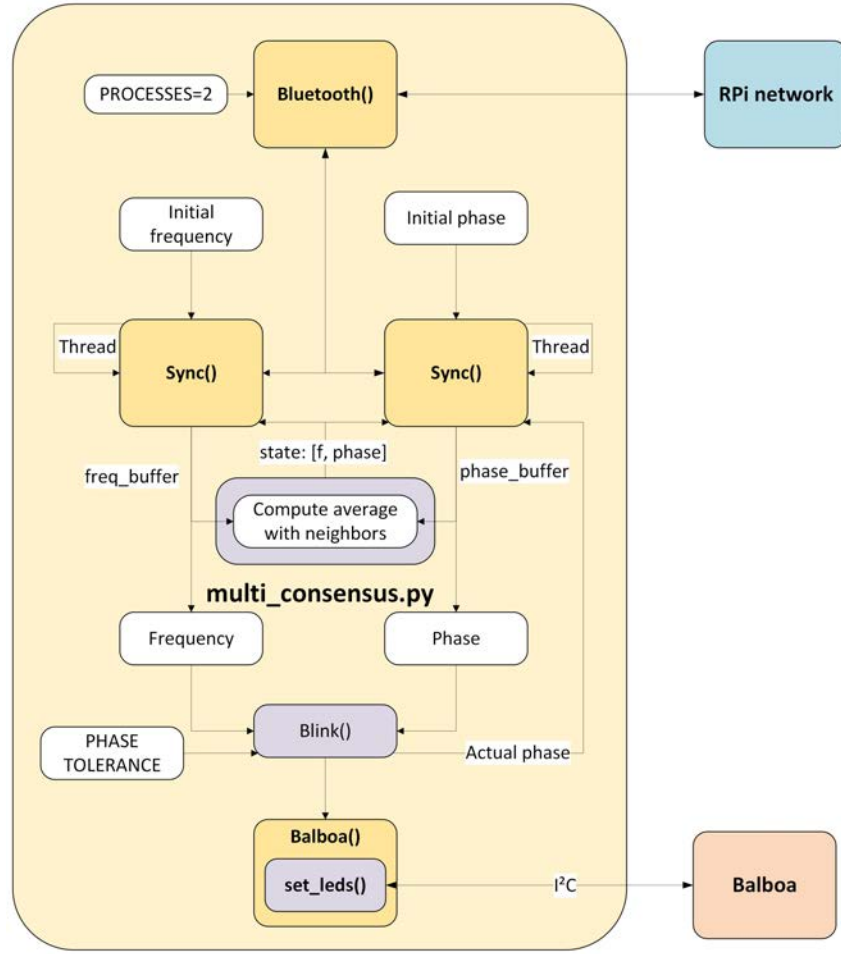 PROCESSES=2
Bluetooth()
RPi network
Initial
frequency
Initial phase
Thread
Sync()
Sync()
Thread
state: [f, phase]
freq_buffer
phase_buffer
Compute average
with neighbors
multi_consensus.py
Frequency
Phase
Blink()
PHASE
TOLERANCE
Actual phase
Balboa()
set_leds()
I²C
Balboa